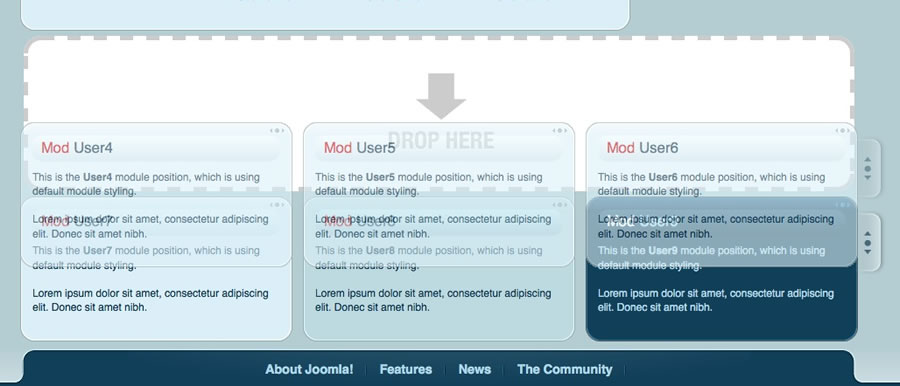 DROP HERE
Mod User4
This is the User4 module position, which is using
default module styling.
Lorem ipsum dolor sit amet, consectetur adipiscing
elit. Donec sit amet nibh.
Mod User5
This is the User5 module position, which is using
default module styling.
Lorem ipsum dolor sit amet, consectetur adipiscing
elit. Donec sit amet nibh.
Mod User6
This is the User6 module position, which is using
default module styling.
Lorem ipsum dolor sit amet, consectetur adipiscing
elit. Donec sit amet nibh.
Mod User7
This is the User7 module position, which is using
default module styling.
Lorem ipsum dolor sit amet, consectetur adipiscing
elit. Donec sit amet nibh.
Mod User8
This is the User8 module position, which is using
default module styling.
Lorem ipsum dolor sit amet, consectetur adipiscing
elit. Donec sit amet nibh.
Mod User9
This is the User9 module position, which is using
default module styling.
Lorem ipsum dolor sit amet, consectetur adipiscing
elit. Donec sit amet nibh.
About Joomla! Features News The Community